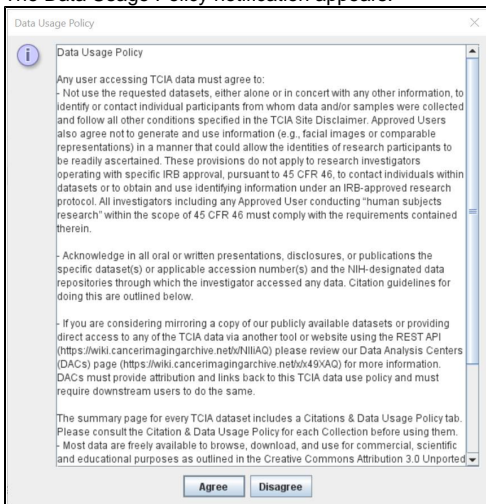 The Data Usage Policy notification appears.
Data Usage Policy
Data Usage Policy
Any user accessing TCIA data must agree to:
- Not use the requested datasets, either alone or in concert with any other information, to
identify or contact individual participants from whom data and/or samples were collected
and follow all other conditions specified in the TCIA Site Disclaimer. Approved Users
also agree not to generate and use information (e.g., facial images or comparable
representations) in a manner that could allow the identities of research participants to
be readily ascertained. These provisions do not apply to research investigators
operating with specific IRB approval, pursuant to 45 CFR 46, to contact individuals within
datasets or to obtain and use identifying information under an IRB-approved research
protocol. All investigators including any Approved User conducting "human subjects
research" within the scope of 45 CFR 46 must comply with the requirements contained
therein.
- Acknowledge in all oral or written presentations, disclosures, or publications the
specific dataset(s) or applicable accession number(s) and the NIH-designated data
repositories through which the investigator accessed any data. Citation guidelines for
doing this are outlined below.
- If you are considering mirroring a copy of our publicly available datasets or providing
direct access to any of the TCIA data via another tool or website using the REST API
(https://wiki.cancerimagingarchive.net/x/NIIiAQ) please review our Data Analysis Centers
(DACs) page (https://wiki.cancerimagingarchive.net/x/x49XAQ) for more information.
DACs must provide attribution and links back to this TCIA data use policy and must
require downstream users to do the same.
The summary page for every TCIA dataset includes a Citations & Data Usage Policy tab.
Please consult the Citation & Data Usage Policy for each Collection before using them.
- Most data are freely available to browse, download, and use for commercial, scientific
and educational purposes as outlined in the Creative Commons Attribution 3.0 Unported
Agree Disagree